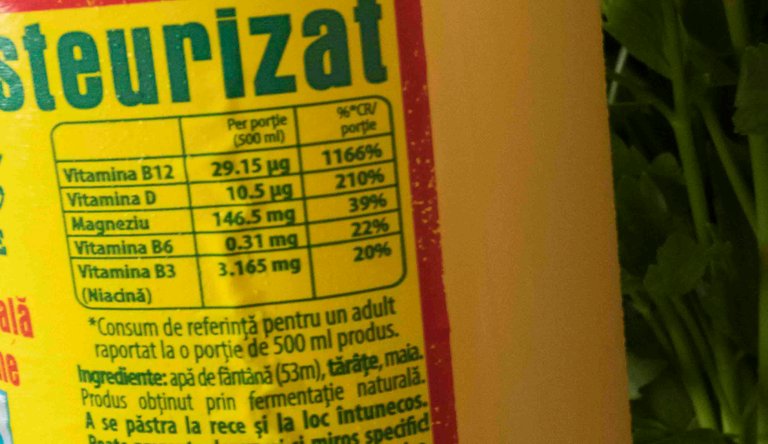 steurizat
Per porție %*CR/
(500 ml) porție
Vitamina B12 29.15 µg 1166%
Vitamina D 10.5 µg 210%
Magneziu 146.5 mg 39%
Vitamina B6 0.31 mg 22%
Vitamina B3 3.165 mg 20%
(Niacină)
ală
*Consum de referință pentru un adult
raportat la o porție de 500 ml produs.
Ingrediente: apă de fântână (53m), tărâțe, maia.
Produs obținut prin fermentație naturală.
A se păstra la rece și la loc întunecos.
miros specific!